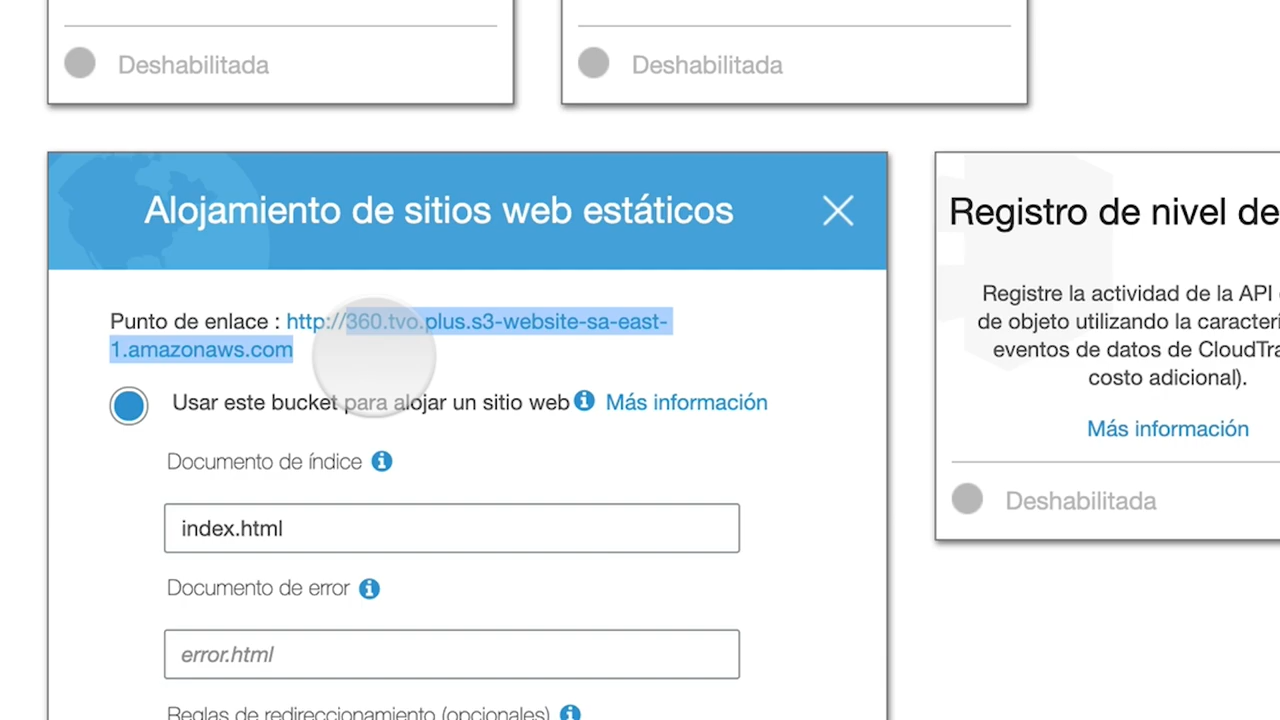 Deshabilitada
Deshabilitada
Alojamiento de sitios web estáticos
Punto de enlace : http://360.tvo.plus.s3-website-sa-east-
1.amazonaws.com
Usar este bucket para alojar un sitio web Más información
Documento de índice
index.html
Documento de error
error.html
Reglas de redireccionamiento (opcionales)
Registro de nivel de
Registre la actividad de la API
de objeto utilizando la caracterí
eventos de datos de CloudTra
costo adicional).
Más información
Deshabilitada